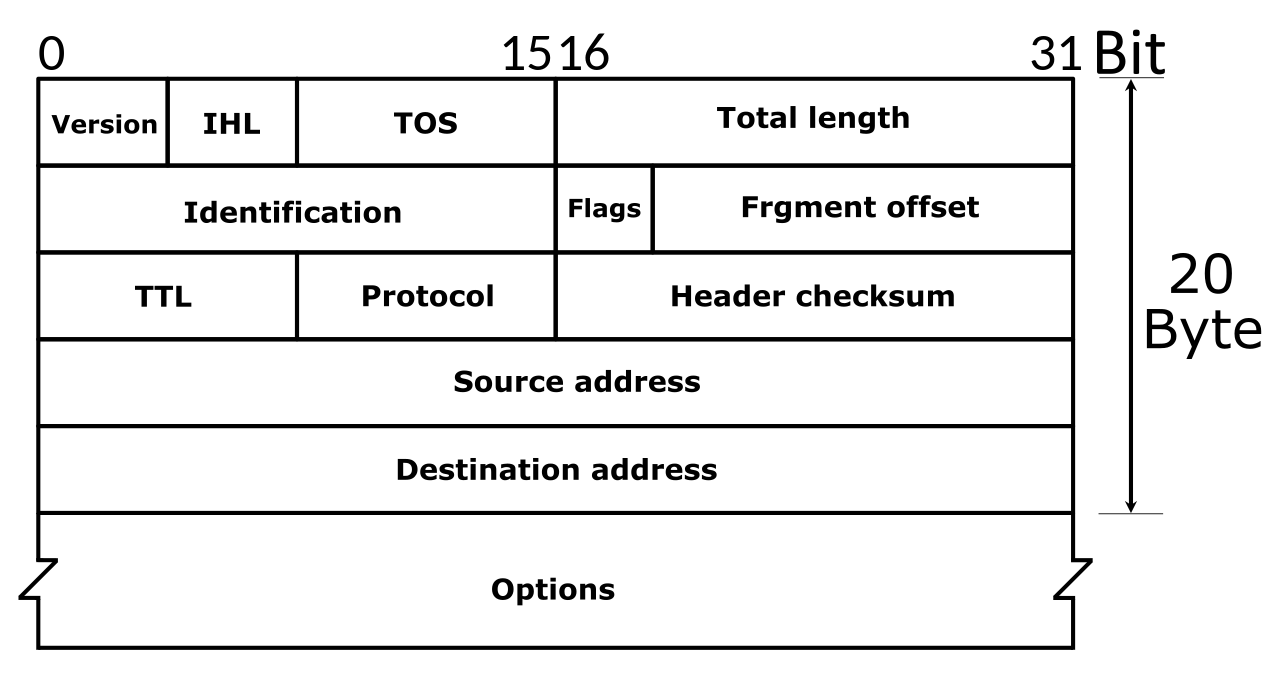 0 15 16 31 Bit
Version IHL TOS Total length
Identification Flags Frgment offset
TTL Protocol Header checksum
20
Byte
Source address
Destination address
Options